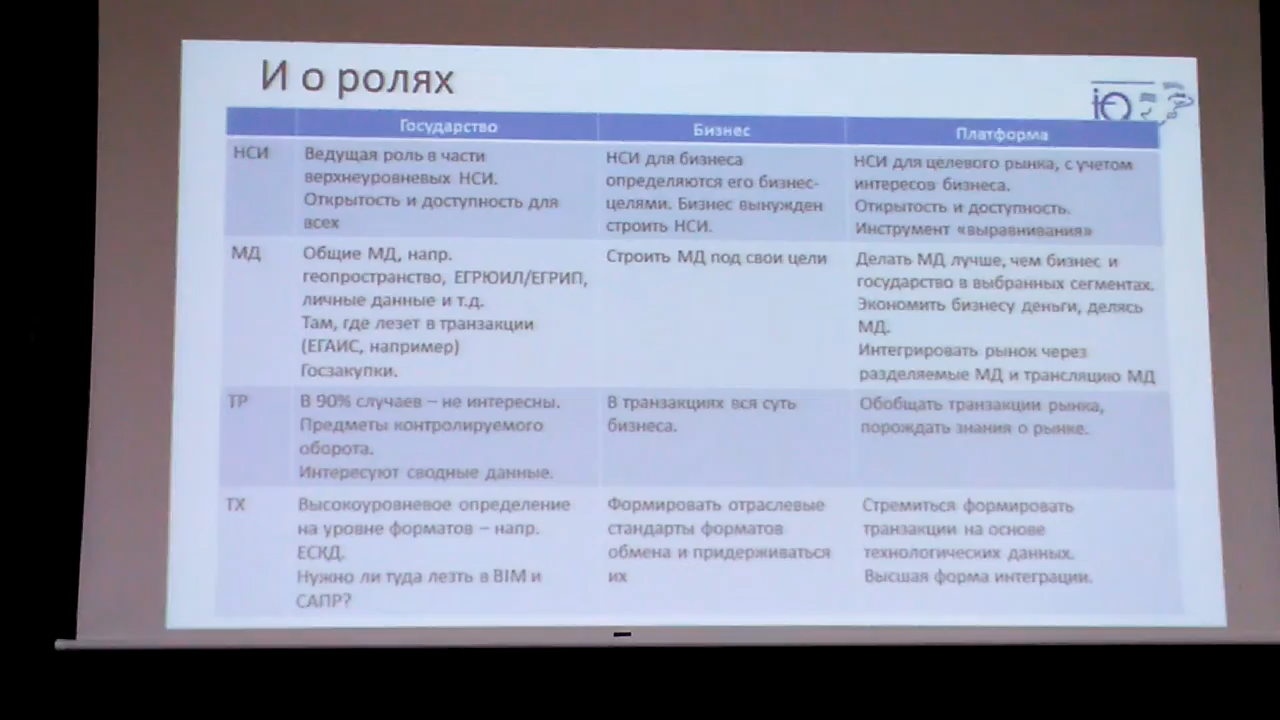 И о ролях
Государство
Бизнес
Платформа
НСИ
Ведущая роль в части
верхнеуровневых НСИ.
Открытость и доступность для
всех
НСИ для бизнеса
определяются его бизнес-
целями. Бизнес вынужден
строить НСИ.
НСИ для целевого рынка, с учетом
интересов бизнеса.
Открытость и доступность.
Инструмент «выравнивания»
МД
Общие МД, напр.
геопространство, ЕГРЮИЛ/ЕГРИП,
личные данные и т.д.
Там, где лезет в транзакции
(ЕГАИС, например)
Госзакупки.
Строить МД под свои цели
Делать МД лучше, чем бизнес и
государство в выбранных сегментах.
Экономить бизнесу деньги, делясь
МД.
Интегрировать рынок через
разделяемые МД и трансляцию МД
ТР
В 90% случаев – не интересны.
Предметы контролируемого
оборота.
Интересуют сводные данные.
В транзакциях вся суть
бизнеса.
Обобщать транзакции рынка,
порождать знания о рынке.
ТХ
Высокоуровневое определение
на уровне форматов – напр.
ЕСКД.
Нужно ли туда лезть в BIM и
САПР?
Формировать отраслевые
стандарты форматов
обмена и придерживаться
их
Стремиться формировать
транзакции на основе
технологических данных.
Высшая форма интеграции.